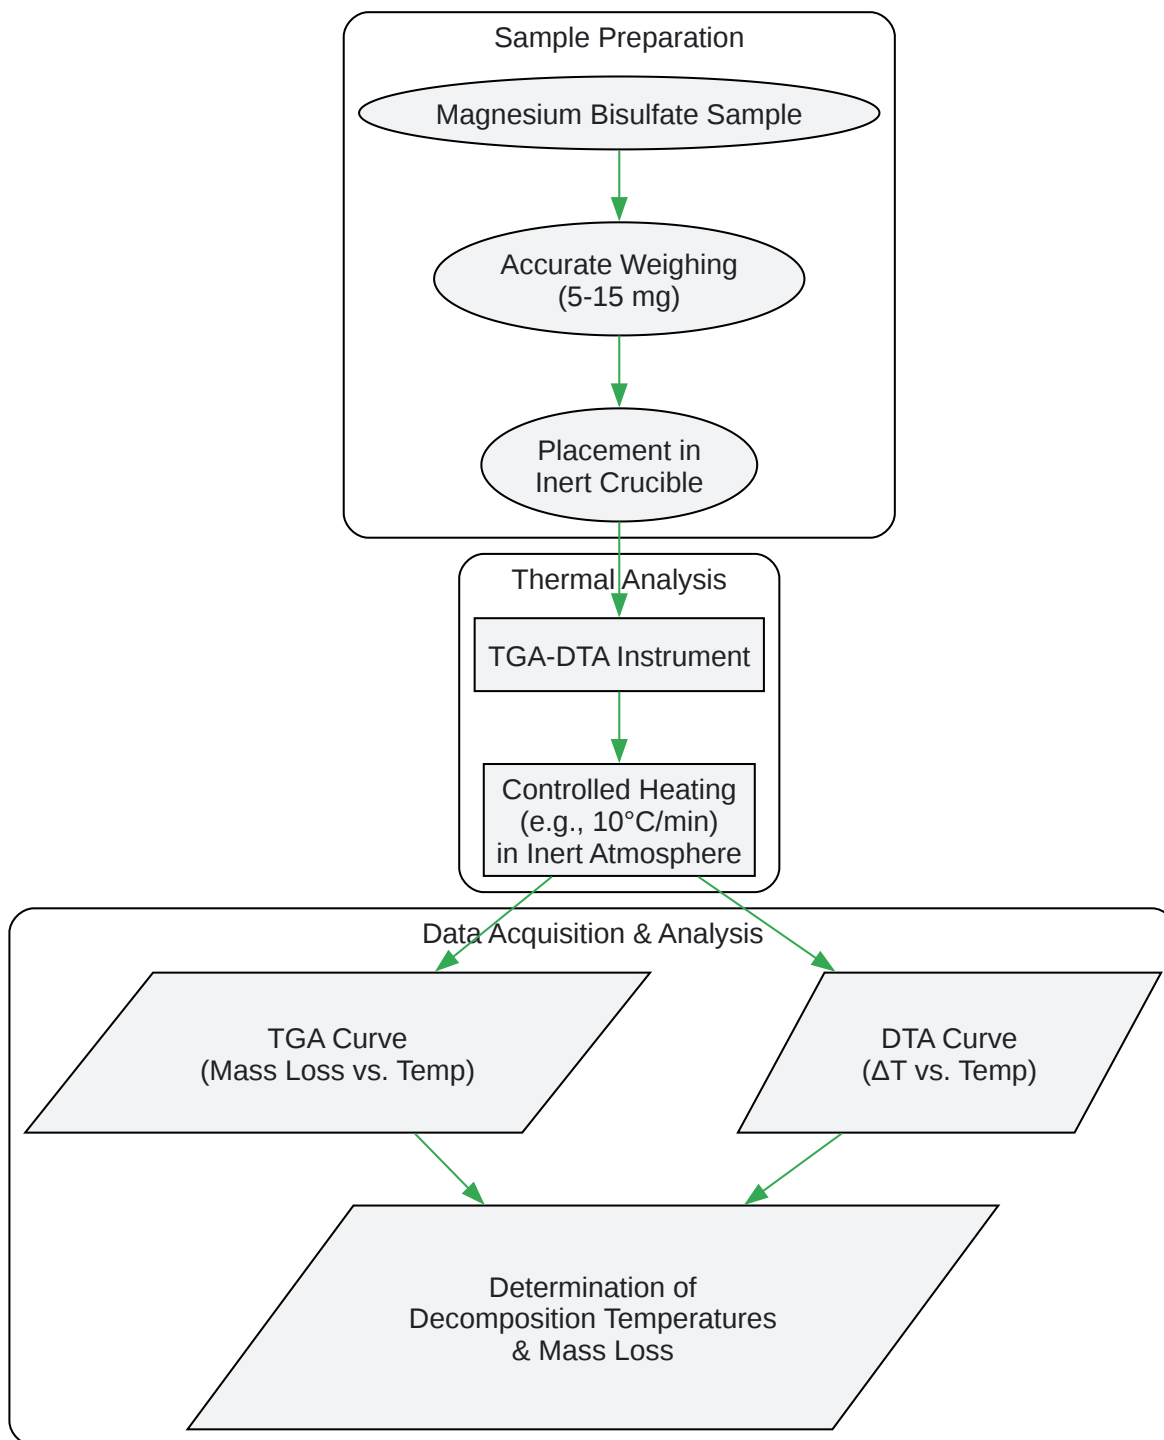 Sample Preparation
Magnesium Bisulfate Sample
Accurate Weighing
(5-15 mg)
Placement in
Inert Crucible
Thermal Analysis
TGA-DTA Instrument
Controlled Heating
(e.g., 10°C/min)
in Inert Atmosphere
Data Acquisition & Analysis
TGA Curve
(Mass Loss vs. Temp)
DTA Curve
(ΔT vs. Temp)
Determination of
Decomposition Temperatures
& Mass Loss